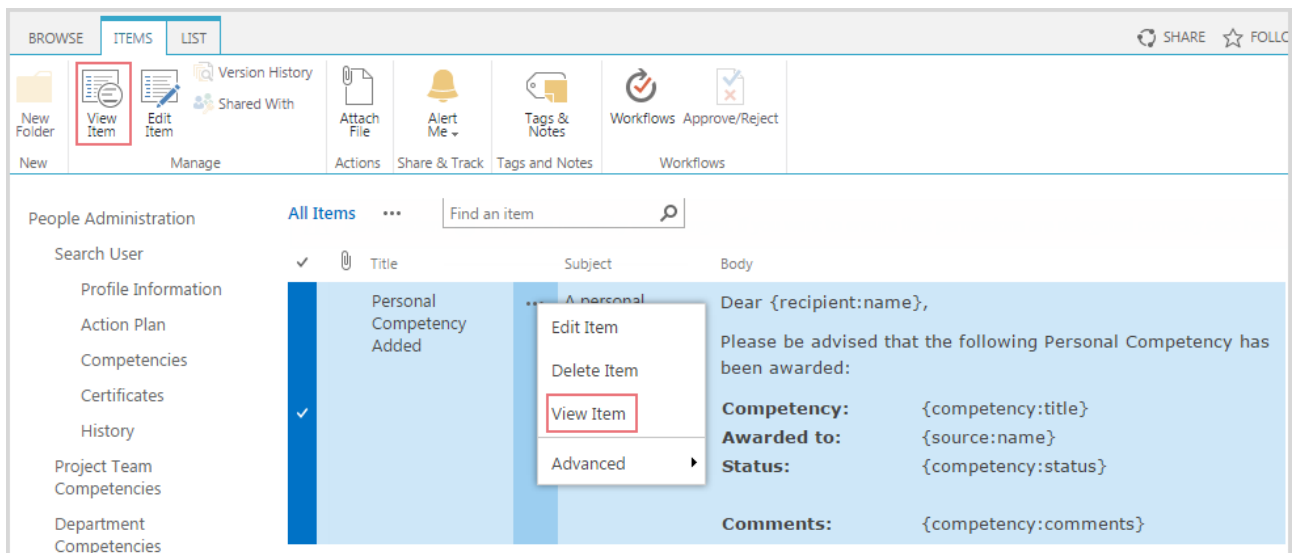 BROWSE ITEMS LIST SHARE FOLLO
New Folder
View Item
Edit Item
Version History
Shared With
Attach File
Alert Me
Tags & Notes
Workflows Approve/Reject
New Manage Actions Share & Track Tags and Notes Workflows
People Administration
Search User
Profile Information
Action Plan
Competencies
Certificates
History
Project Team
Competencies
Department
Competencies
All Items ••• Find an item
Title Subject Body
Personal
Competency
Added
••• A personal
Edit Item
Delete Item
View Item
Advanced
Dear {recipient:name},
Please be advised that the following Personal Competency has
been awarded:
Competency: {competency:title}
Awarded to: {source:name}
Status: {competency:status}
Comments: {competency:comments}